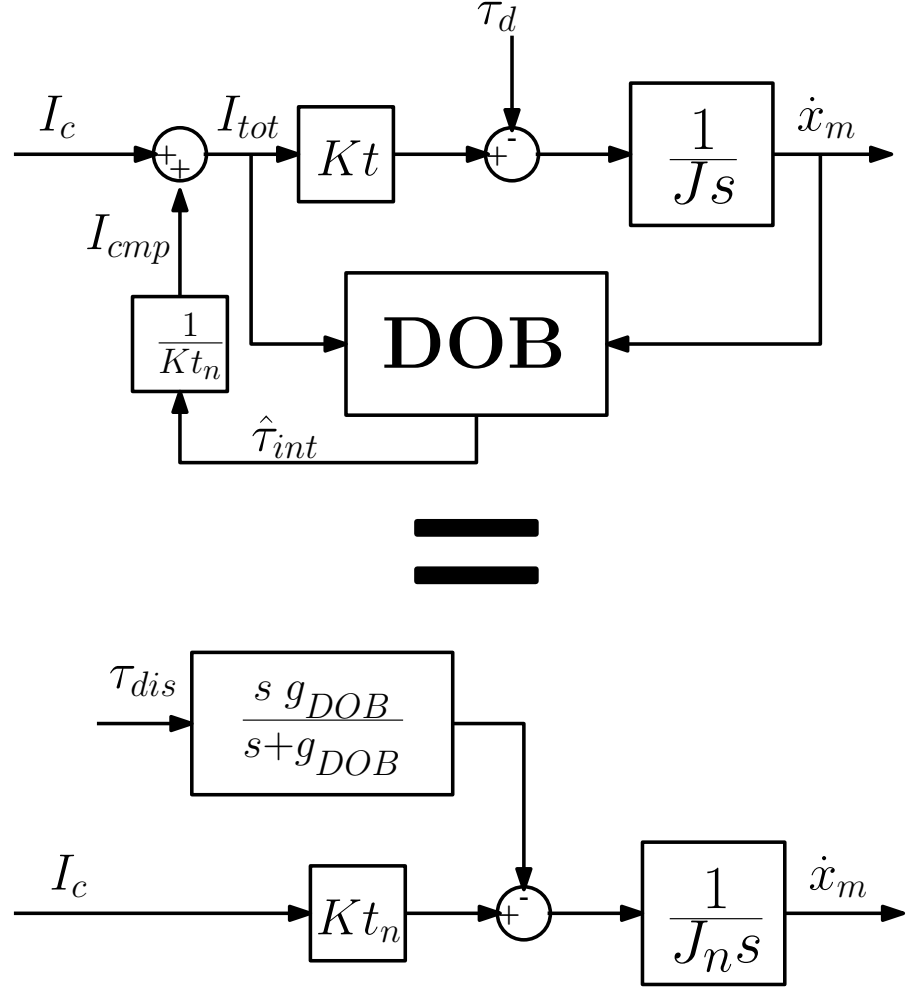 τ_d
I_c
I_tot
ẋ_m
+
+
Kt
+
-
1
Js
I_cmp
1
Kt_n
DOB
τ̂_int
=
τ_dis
s g_DOB
s+g_DOB
I_c
Kt_n
+
-
1
J_n s
ẋ_m